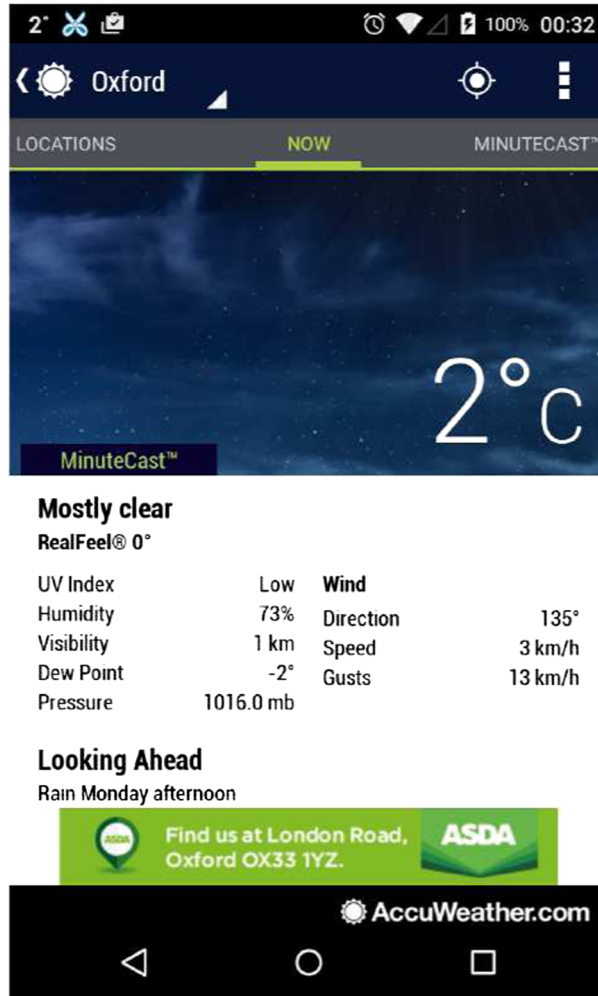 2° 100% 00:32
Oxford
LOCATIONS NOW MINUTECAST™
2°C
MinuteCast™
Mostly clear
RealFeel® 0°
UV Index Low Wind
Humidity 73% Direction 135°
Visibility 1 km Speed 3 km/h
Dew Point -2° Gusts 13 km/h
Pressure 1016.0 mb
Looking Ahead
Rain Monday afternoon
ASDA Find us at London Road, ASDA
Oxford OX33 1YZ.
AccuWeather.com